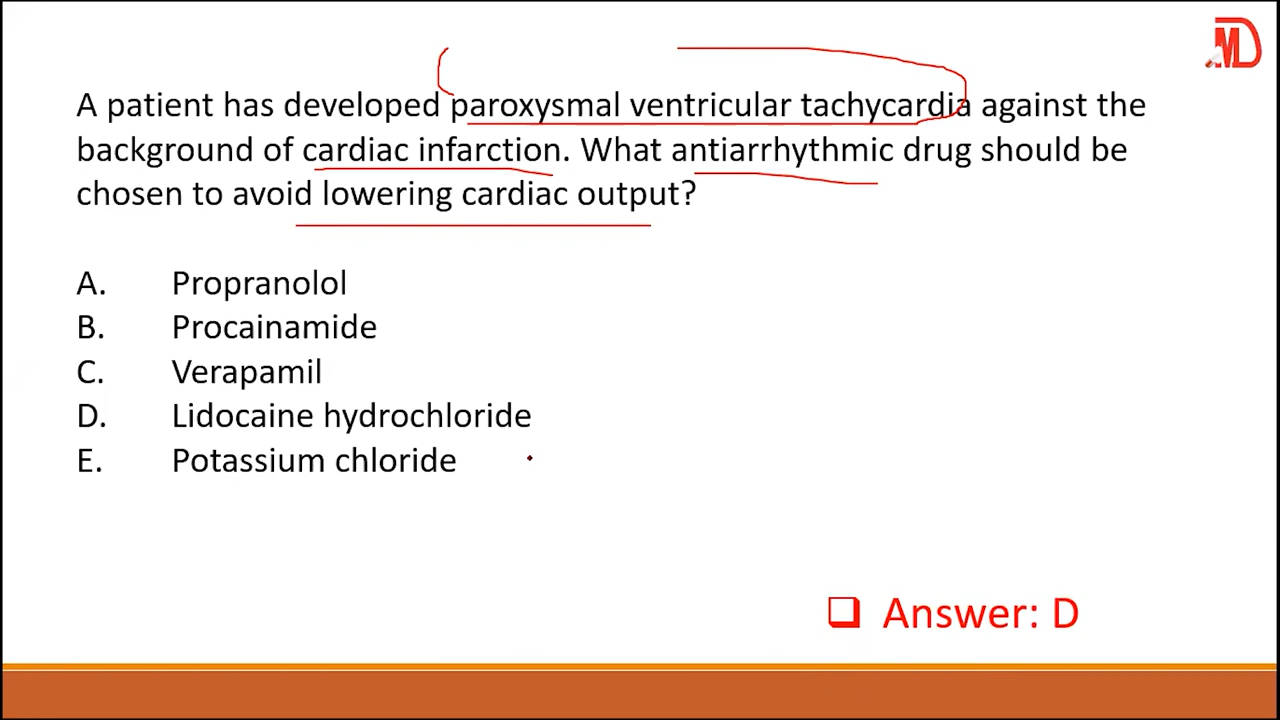 MD
A patient has developed paroxysmal ventricular tachycardia against the
background of cardiac infarction. What antiarrhythmic drug should be
chosen to avoid lowering cardiac output?
A. Propranolol
B. Procainamide
C. Verapamil
D. Lidocaine hydrochloride
E. Potassium chloride
Answer: D